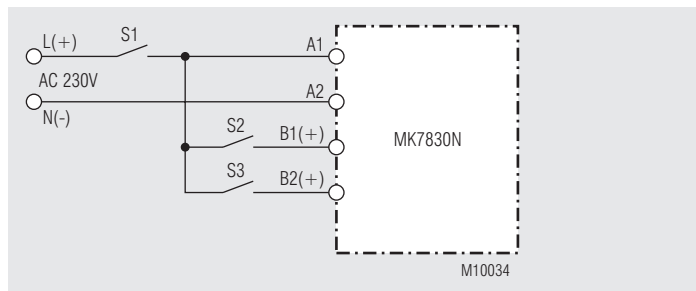 L(+)
S1
A1
AC 230V
A2
N(-)
S2
B1(+)
MK7830N
S3
B2(+)
M10034